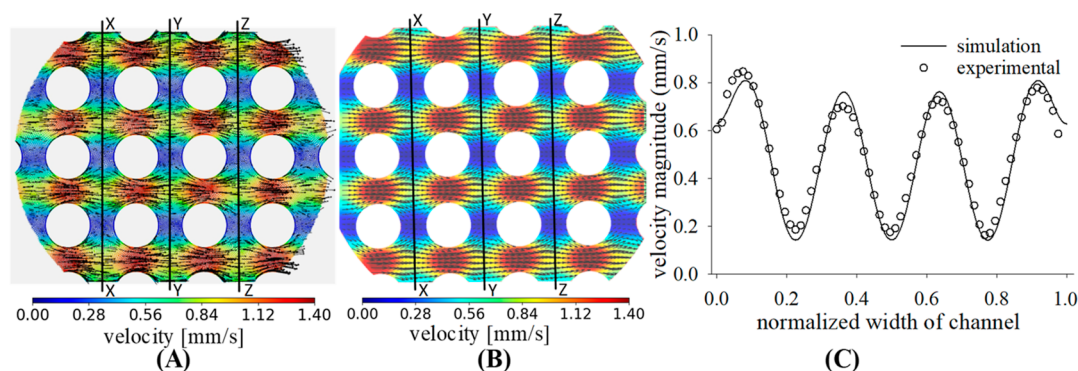 X Y Z
X Y Z
0.00 0.28 0.56 0.84 1.12 1.40
velocity [mm/s]
(A)
X Y Z
X Y Z
0.00 0.28 0.56 0.84 1.12 1.40
velocity [mm/s]
(B)
velocity magnitude (mm/s)
1.0
0.8
0.6
0.4
0.2
0.0
simulation
experimental
0.0 0.2 0.4 0.6 0.8 1.0
normalized width of channel
(C)